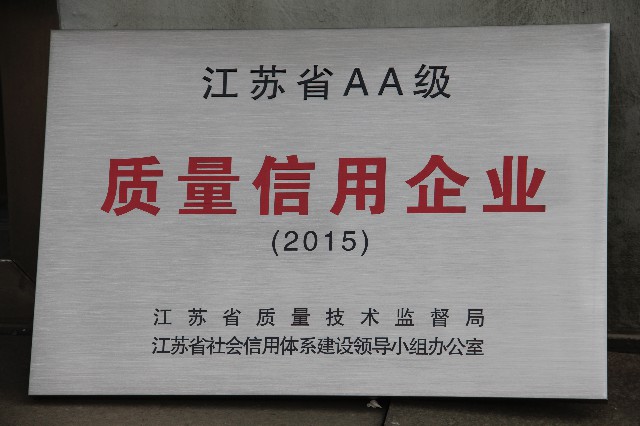 江苏省AA级
质量信用企业
(2015)
江苏省质量技术监督局
江苏省社会信用体系建设领导小组办公室